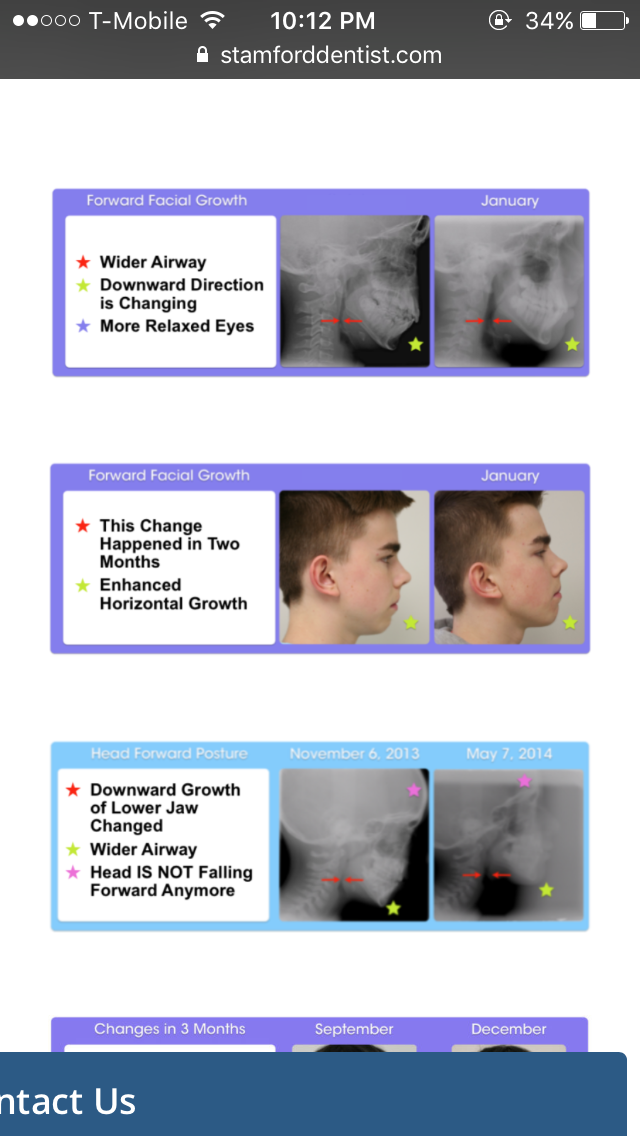 T-Mobile 10:12 PM 34%
stamforddentist.com
Forward Facial Growth January
Wider Airway
Downward Direction
is Changing
More Relaxed Eyes
Forward Facial Growth January
This Change
Happened in Two
Months
Enhanced
Horizontal Growth
Head Forward Posture November 6, 2013 May 7, 2014
Downward Growth
of Lower Jaw
Changed
Wider Airway
Head IS NOT Falling
Forward Anymore
Changes in 3 Months September December
ntact Us